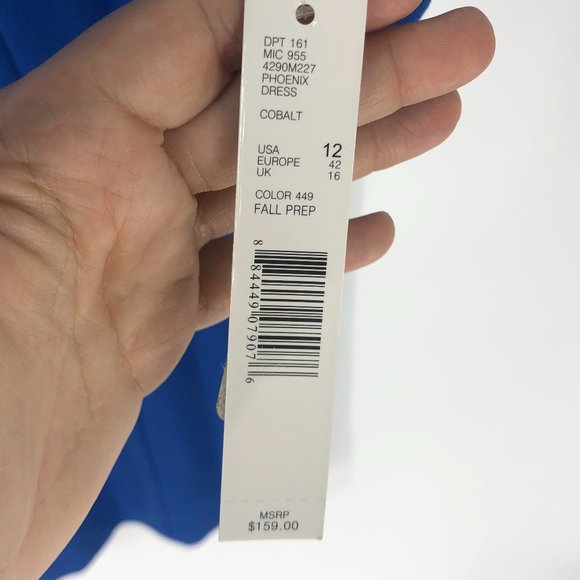 DPT 161
MIC 955
4290M227
PHOENIX
DRESS
COBALT
USA 12
EUROPE 42
UK 16
COLOR 449
FALL PREP
8 84449 07907 6
MSRP
$159.00